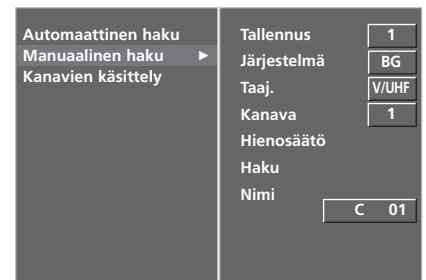 Automaattinen haku
Manuaalinen haku ►
Kanavien käsittely
Tallennus 1
Järjestelmä BG
Taaj. V/UHF
Kanava 1
Hienosäätö
Haku
Nimi
C 01